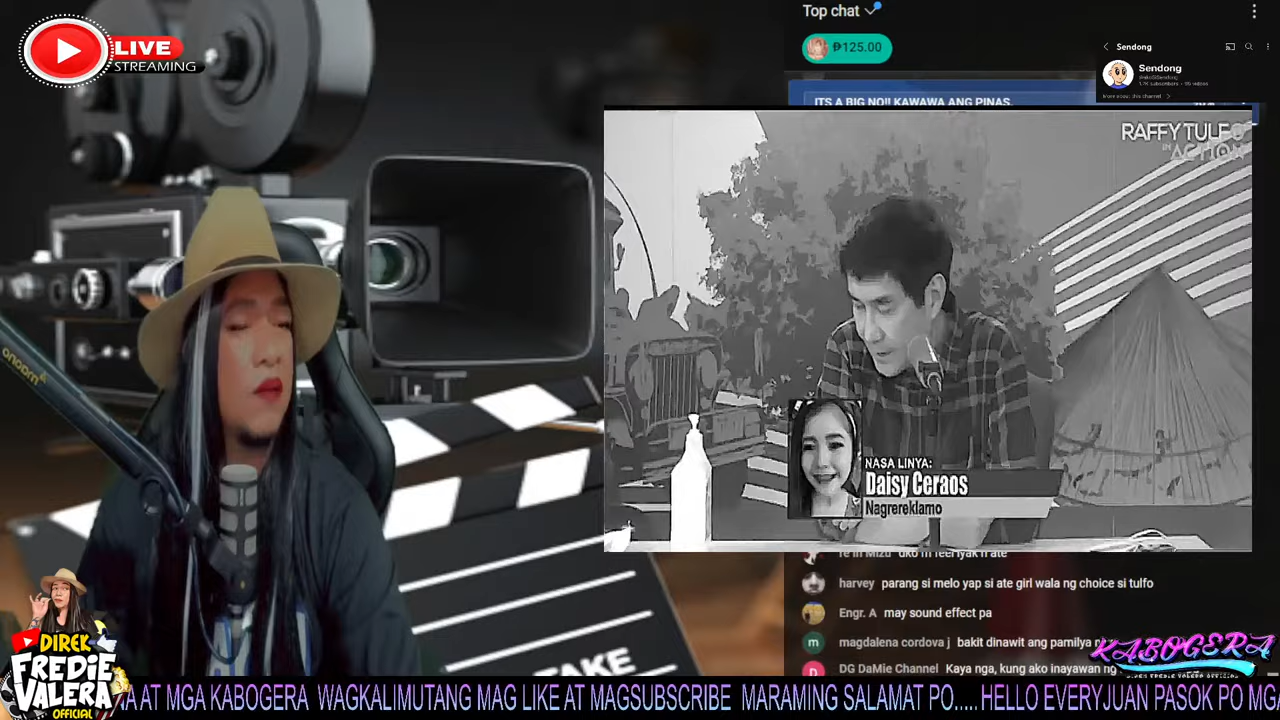 LIVE
STREAMING
Top chat
₱125.00
Sendong
Sendong
ITS A BIG NO!! KAWAWA ANG PINAS.
RAFFY TULFO
IN ACTION
NASA LINYA:
Daisy Ceraos
Nagrereklamo
harvey parang si melo yap si ate girl wala ng choice si tulfo
Engr. A may sound effect pa
magdalena cordova j bakit dinawit ang pamilya
DG DaMie Channel Kaya nga, kung ako inayawan
KABOGERA
DIREK
FREDIE
VALERA
OFFICIAL
TAKE
AT MGA KABOGERA WAGKALIMUTANG MAG LIKE AT MAGSUBSCRIBE MARAMING SALAMAT PO..... HELLO EVERYJUAN PASOK PO